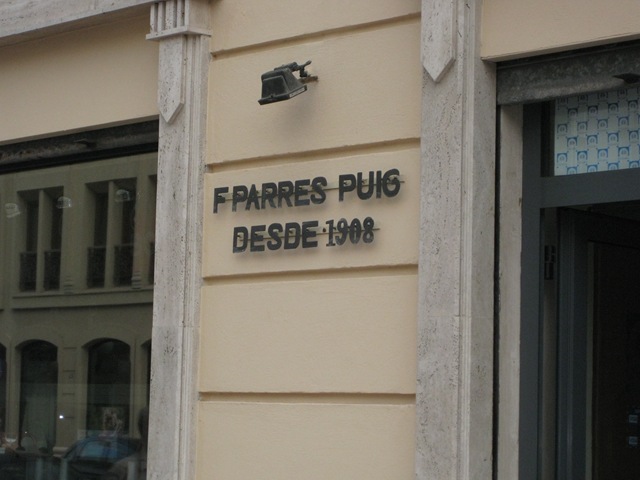 F PARRES PUIG
DESDE 1908